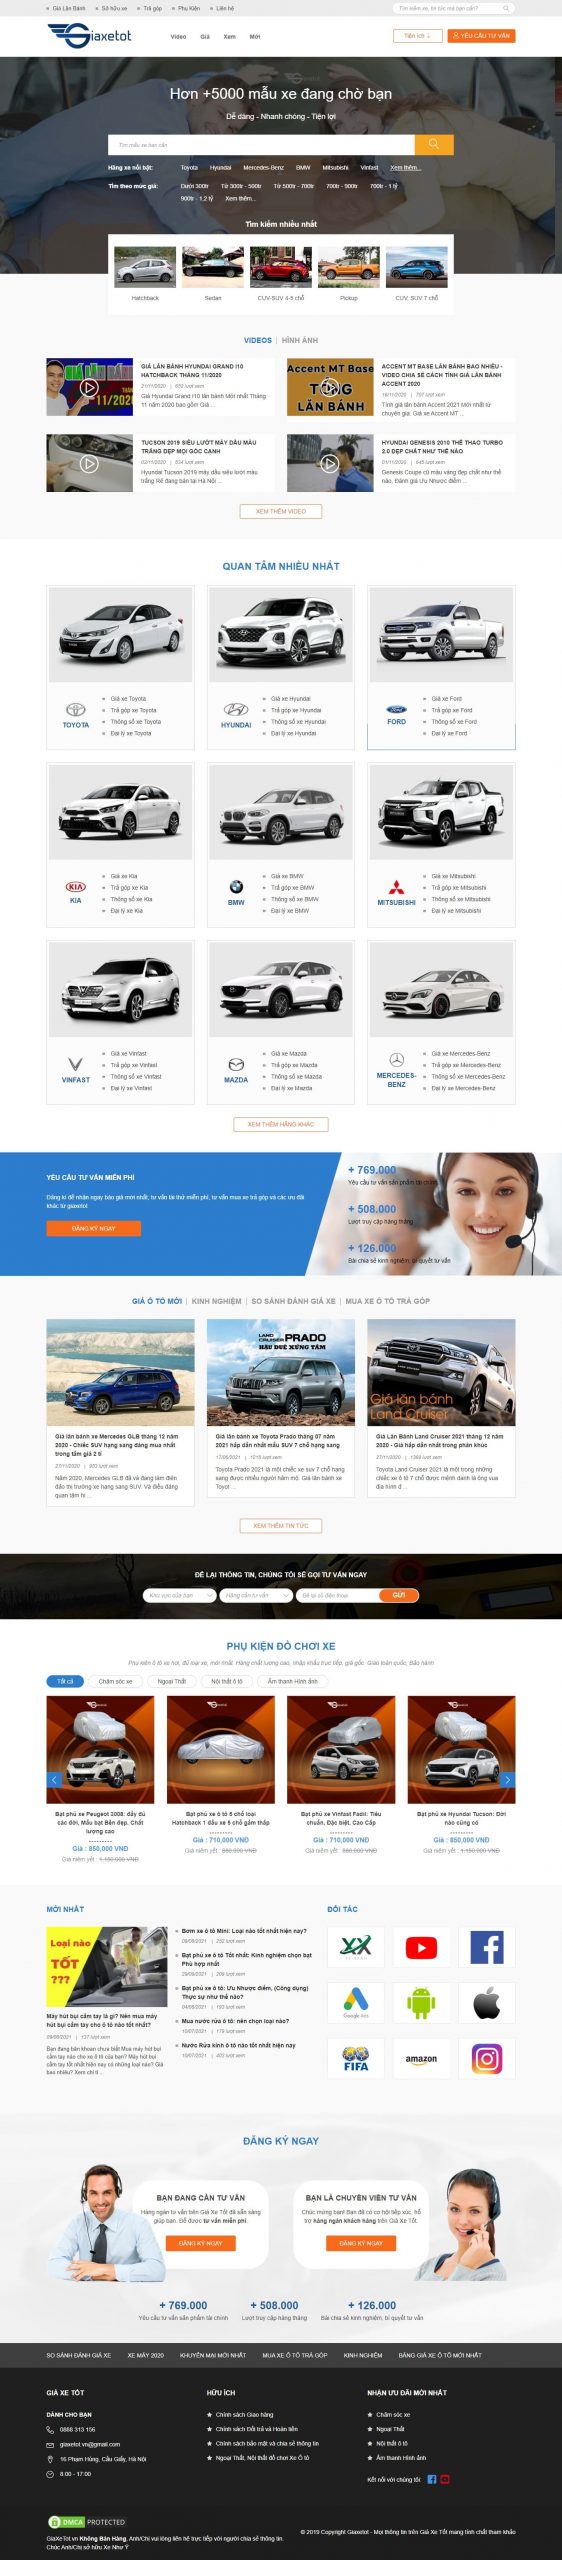 Giá Lăn Bánh
Sở hữu xe
Trả góp
Phụ Kiện
Liên hệ
Tìm kiếm xe, tin tức mà bạn cần?
Giaxetot
Video
Giá
Xem
Mới
Tiện ích
YÊU CẦU TƯ VẤN
Hơn +5000 mẫu xe đang chờ bạn
Dễ dàng - Nhanh chóng - Tiện lợi
Tìm mẫu xe bạn cần
Hãng xe nổi bật: Toyota Hyundai Mercedes-Benz BMW Mitsubishi Vinfast Xem thêm...
Tìm theo mức giá: Dưới 300tr Từ 300tr - 500tr Từ 500tr - 700tr 700tr - 900tr 700tr - 1 tỷ
900tr - 1.2 tỷ Xem thêm...
Tìm kiếm nhiều nhất
Hatchback
Sedan
CUV-SUV 4-5 chỗ
Pickup
CUV, SUV 7 chỗ
VIDEOS | HÌNH ẢNH
GIÁ LĂN BÁNH HYUNDAI GRAND I10
HATCHBACK THÁNG 11/2020
21/11/2020 | 659 lượt xem
Giá Hyundai Grand I10 lăn bánh Mới nhất Tháng
11 năm 2020 bao gồm Giá ...
Accent MT Base
TỔNG
LĂN BÁNH
ACCENT MT BASE LĂN BÁNH BAO NHIÊU -
VIDEO CHIA SẺ CÁCH TÍNH GIÁ LĂN BÁNH
ACCENT 2020
18/11/2020 | 797 lượt xem
Tính giá lăn bánh Accent 2021 Mới nhất từ
chuyên gia. Giá xe Accent MT ...
TUCSON 2019 SIÊU LƯỚT MÁY DẦU MÀU
TRẮNG ĐẸP MỌI GÓC CẠNH
02/11/2020 | 834 lượt xem
Hyundai Tucson 2019 máy dầu siêu lướt màu
trắng Rẻ đang bán tại Hà Nội ...
HYUNDAI GENESIS 2010 THỂ THAO TURBO
2.0 ĐẸP CHẤT NHƯ THẾ NÀO
01/11/2020 | 645 lượt xem
Genesis Coupe cũ màu vàng đẹp chất như thế
nào, Đánh giá Ưu Nhược điểm ...
XEM THÊM VIDEO
QUAN TÂM NHIỀU NHẤT
TOYOTA
Giá xe Toyota
Trả góp xe Toyota
Thông số xe Toyota
Đại lý xe Toyota
HYUNDAI
Giá xe Hyundai
Trả góp xe Hyundai
Thông số xe Hyundai
Đại lý xe Hyundai
FORD
Giá xe Ford
Trả góp xe Ford
Thông số xe Ford
Đại lý xe Ford
KIA
Giá xe Kia
Trả góp xe Kia
Thông số xe Kia
Đại lý xe Kia
BMW
Giá xe BMW
Trả góp xe BMW
Thông số xe BMW
Đại lý xe BMW
MITSUBISHI
Giá xe Mitsubishi
Trả góp xe Mitsubishi
Thông số xe Mitsubishi
Đại lý xe Mitsubishi
VINFAST
Giá xe Vinfast
Trả góp xe Vinfast
Thông số xe Vinfast
Đại lý xe Vinfast
MAZDA
Giá xe Mazda
Trả góp xe Mazda
Thông số xe Mazda
Đại lý xe Mazda
MERCEDES-
BENZ
Giá xe Mercedes-Benz
Trả góp xe Mercedes-Benz
Thông số xe Mercedes-Benz
Đại lý xe Mercedes-Benz
XEM THÊM HÃNG KHÁC
YÊU CẦU TƯ VẤN MIỄN PHÍ
Đăng kí để nhận ngay báo giá mới nhất, tư vấn lái thử miễn phí, tư vấn mua xe trả góp và các ưu đãi
khác từ giaxetot
ĐĂNG KÝ NGAY
+ 769.000
Yêu cầu tư vấn sản phẩm tài chính
+ 508.000
Lượt truy cập hàng tháng
+ 126.000
Bài chia sẻ kinh nghiệm, bí quyết tư vấn
GIÁ Ô TÔ MỚI | KINH NGHIỆM | SO SÁNH ĐÁNH GIÁ XE | MUA XE Ô TÔ TRẢ GÓP
Giá lăn bánh xe Mercedes GLB tháng 12 năm
2020 - Chiếc SUV hạng sang đáng mua nhất
trong tầm giá 2 tỉ
27/11/2020 | 903 lượt xem
Năm 2020, Mercedes GLB đã và đang làm điên
đảo thị trường xe hạng sang SUV. Và điều đáng
quan tâm hi ...
LAND CRUISER PRADO
HẬU DUỆ XỨNG TẦM
Giá lăn bánh xe Toyota Prado tháng 07 năm
2021 hấp dẫn nhất mẫu SUV 7 chỗ hạng sang
17/05/2021 | 1215 lượt xem
Toyota Prado 2021 là một chiếc xe suv 7 chỗ hạng
sang được nhiều người hâm mộ. Giá lăn bánh xe
Toyot ...
Giá lăn bánh
Land Cruiser
Giá Lăn Bánh Land Cruiser 2021 tháng 12 năm
2020 - Giá hấp dẫn nhất trong phân khúc
27/11/2020 | 1369 lượt xem
Toyota Land Cruiser 2021 là một trong những
chiếc xe ô tô 7 chỗ được mệnh danh là ông vua
địa hình đ ...
XEM THÊM TIN TỨC
ĐỂ LẠI THÔNG TIN, CHÚNG TÔI SẼ GỌI TƯ VẤN NGAY
Khu vực của bạn
Hãng cần tư vấn
Để lại số điện thoại
GỬI
PHỤ KIỆN ĐỒ CHƠI XE
Phụ kiện ô tô xe hơi, đủ loại xe, mới nhất. Hàng chất lượng cao, nhập khẩu trực tiếp, giá gốc. Giao toàn quốc, Bảo hành
Tất cả
Chăm sóc xe
Ngoại Thất
Nội thất ô tô
Âm thanh Hình ảnh
Bạt phủ xe Peugeot 2008: đầy đủ
các đời, Mẫu bạt Bền đẹp, Chất
lượng cao
Giá : 850,000 VNĐ
Giá niêm yết : 1,150,000 VNĐ
Bạt phủ xe ô tô 5 chỗ loại
Hatchback 1 đầu xe 5 chỗ gầm thấp
Giá : 710,000 VNĐ
Giá niêm yết : 880,000 VNĐ
Bạt phủ xe Vinfast Fadil: Tiêu
chuẩn, Đặc biệt, Cao Cấp
Giá : 710,000 VNĐ
Giá niêm yết : 880,000 VNĐ
Bạt phủ xe Hyundai Tucson: Đời
nào cũng có
Giá : 850,000 VNĐ
Giá niêm yết : 1,150,000 VNĐ
MỚI NHẤT
Loại nào
TỐT
???
Máy hút bụi cầm tay là gì? Nên mua máy
hút bụi cầm tay cho ô tô nào tốt nhất?
09/08/2021 | 137 lượt xem
Bạn đang băn khoăn chưa biết Mua máy hút bụi
cầm tay nào cho xe ô tô của bạn? Máy hút bụi
cầm tay tốt nhất hiện nay có những loại nào? Giá
bao nhiêu? Xem chi ti ...
Bơm xe ô tô Mini: Loại nào tốt nhất hiện nay?
09/08/2021 | 252 lượt xem
Bạt phủ xe ô tô Tốt nhất: Kinh nghiệm chọn bạt
Phù hợp nhất
209 lượt xem
Bạt phủ xe ô tô: Ưu Nhược điểm, (Công dụng)
Thực sự như thế nào?
04/08/2021 | 193 lượt xem
Mua nước rửa ô tô: nên chọn loại nào?
10/07/2021 | 179 lượt xem
Nước Rửa kính ô tô nào tốt nhất hiện nay
10/07/2021 | 403 lượt xem
ĐỐI TÁC
Google Ads
FIFA
amazon
ĐĂNG KÝ NGAY
BẠN ĐANG CẦN TƯ VẤN
Hàng ngàn tư vấn trên Giá Xe Tốt đã sẵn sàng
giúp bạn. Để được tư vấn miễn phí.
ĐĂNG KÝ NGAY
BẠN LÀ CHUYÊN VIÊN TƯ VẤN
Chúc mừng bạn! Bạn đã có cơ hội tiếp xúc, hỗ
trợ hàng ngàn khách hàng trên Giá Xe Tốt.
ĐĂNG KÝ NGAY
+ 769.000
Yêu cầu tư vấn sản phẩm tài chính
+ 508.000
Lượt truy cập hàng tháng
+ 126.000
Bài chia sẻ kinh nghiệm, bí quyết tư vấn
SO SÁNH ĐÁNH GIÁ XE
XE MÁY 2020
KHUYẾN MẠI MỚI NHẤT
MUA XE Ô TÔ TRẢ GÓP
KINH NGHIỆM
BẢNG GIÁ XE Ô TÔ MỚI NHẤT
GIÁ XE TỐT
DÀNH CHO BẠN
0888 313 156
giaxetot.vn@gmail.com
16 Phạm Hùng, Cầu Giấy, Hà Nội
8:00 - 17:00
HỮU ÍCH
Chính sách Giao hàng
Chính sách Đổi trả và Hoàn tiền
Chính sách bảo mật và chia sẻ thông tin
Ngoại Thất, Nội thất đồ chơi Xe Ô tô
NHẬN ƯU ĐÃI MỚI NHẤT
Chăm sóc xe
Ngoại Thất
Nội thất ô tô
Âm thanh Hình ảnh
Kết nối với chúng tôi:
DMCA PROTECTED
GiaXeTot.vn Không Bán Hàng, Anh/Chị vui lòng liên hệ trực tiếp với người chia sẻ thông tin.
Chúc Anh/Chị sở hữu Xe Như Ý
© 2019 Copyright Giaxetot - Mọi thông tin trên Giá Xe Tốt mang tính chất tham khảo